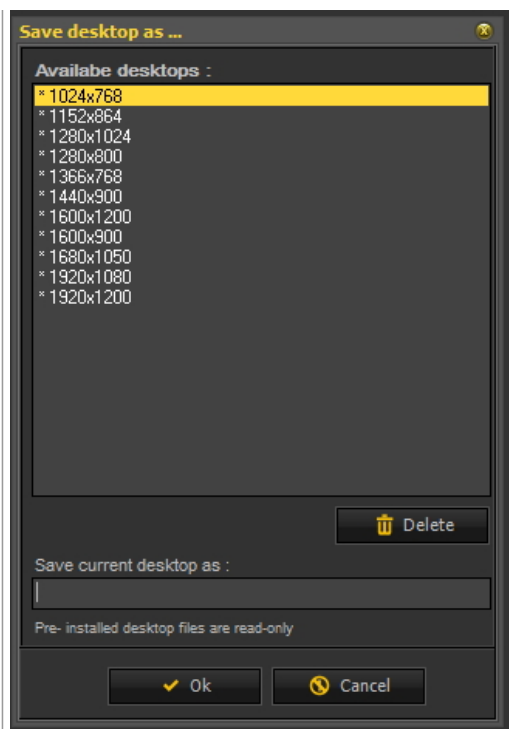 Save desktop as ...
Availabe desktops :
* 1024x768
* 1152x864
* 1280x1024
* 1280x800
* 1366x768
* 1440x900
* 1600x1200
* 1600x900
* 1680x1050
* 1920x1080
* 1920x1200
Delete
Save current desktop as :
Pre- installed desktop files are read-only
Ok Cancel